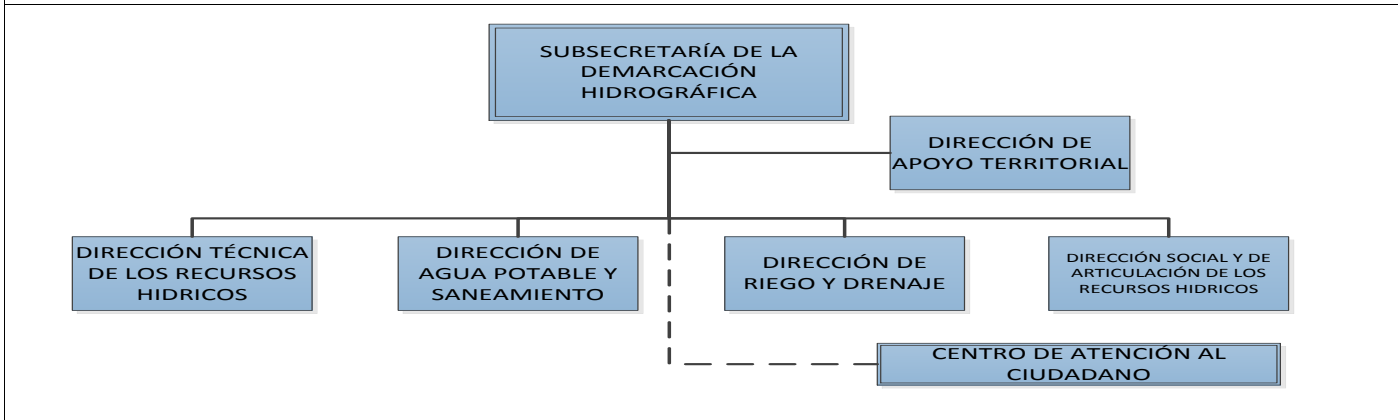 SUBSECRETARÍA DE LA
DEMARCACIÓN
HIDROGRÁFICA
DIRECCIÓN DE
APOYO TERRITORIAL
DIRECCIÓN TÉCNICA
DE LOS RECURSOS
HIDRICOS
DIRECCIÓN DE
AGUA POTABLE Y
SANEAMIENTO
DIRECCIÓN DE
RIEGO Y DRENAJE
DIRECCIÓN SOCIAL Y DE
ARTICULACIÓN DE LOS
RECURSOS HIDRICOS
CENTRO DE ATENCIÓN AL
CIUDADANO